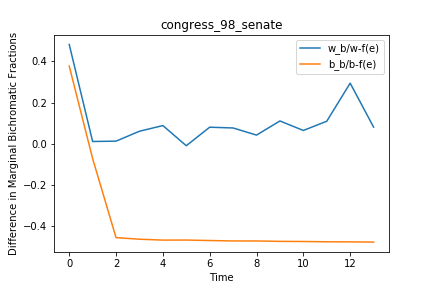 congress_98_senate
w_b/w-f(e)
b_b/b-f(e)
Difference in Marginal Bichromatic Fractions
0.4
0.2
0.0
−0.2
−0.4
0 2 4 6 8 10 12
Time